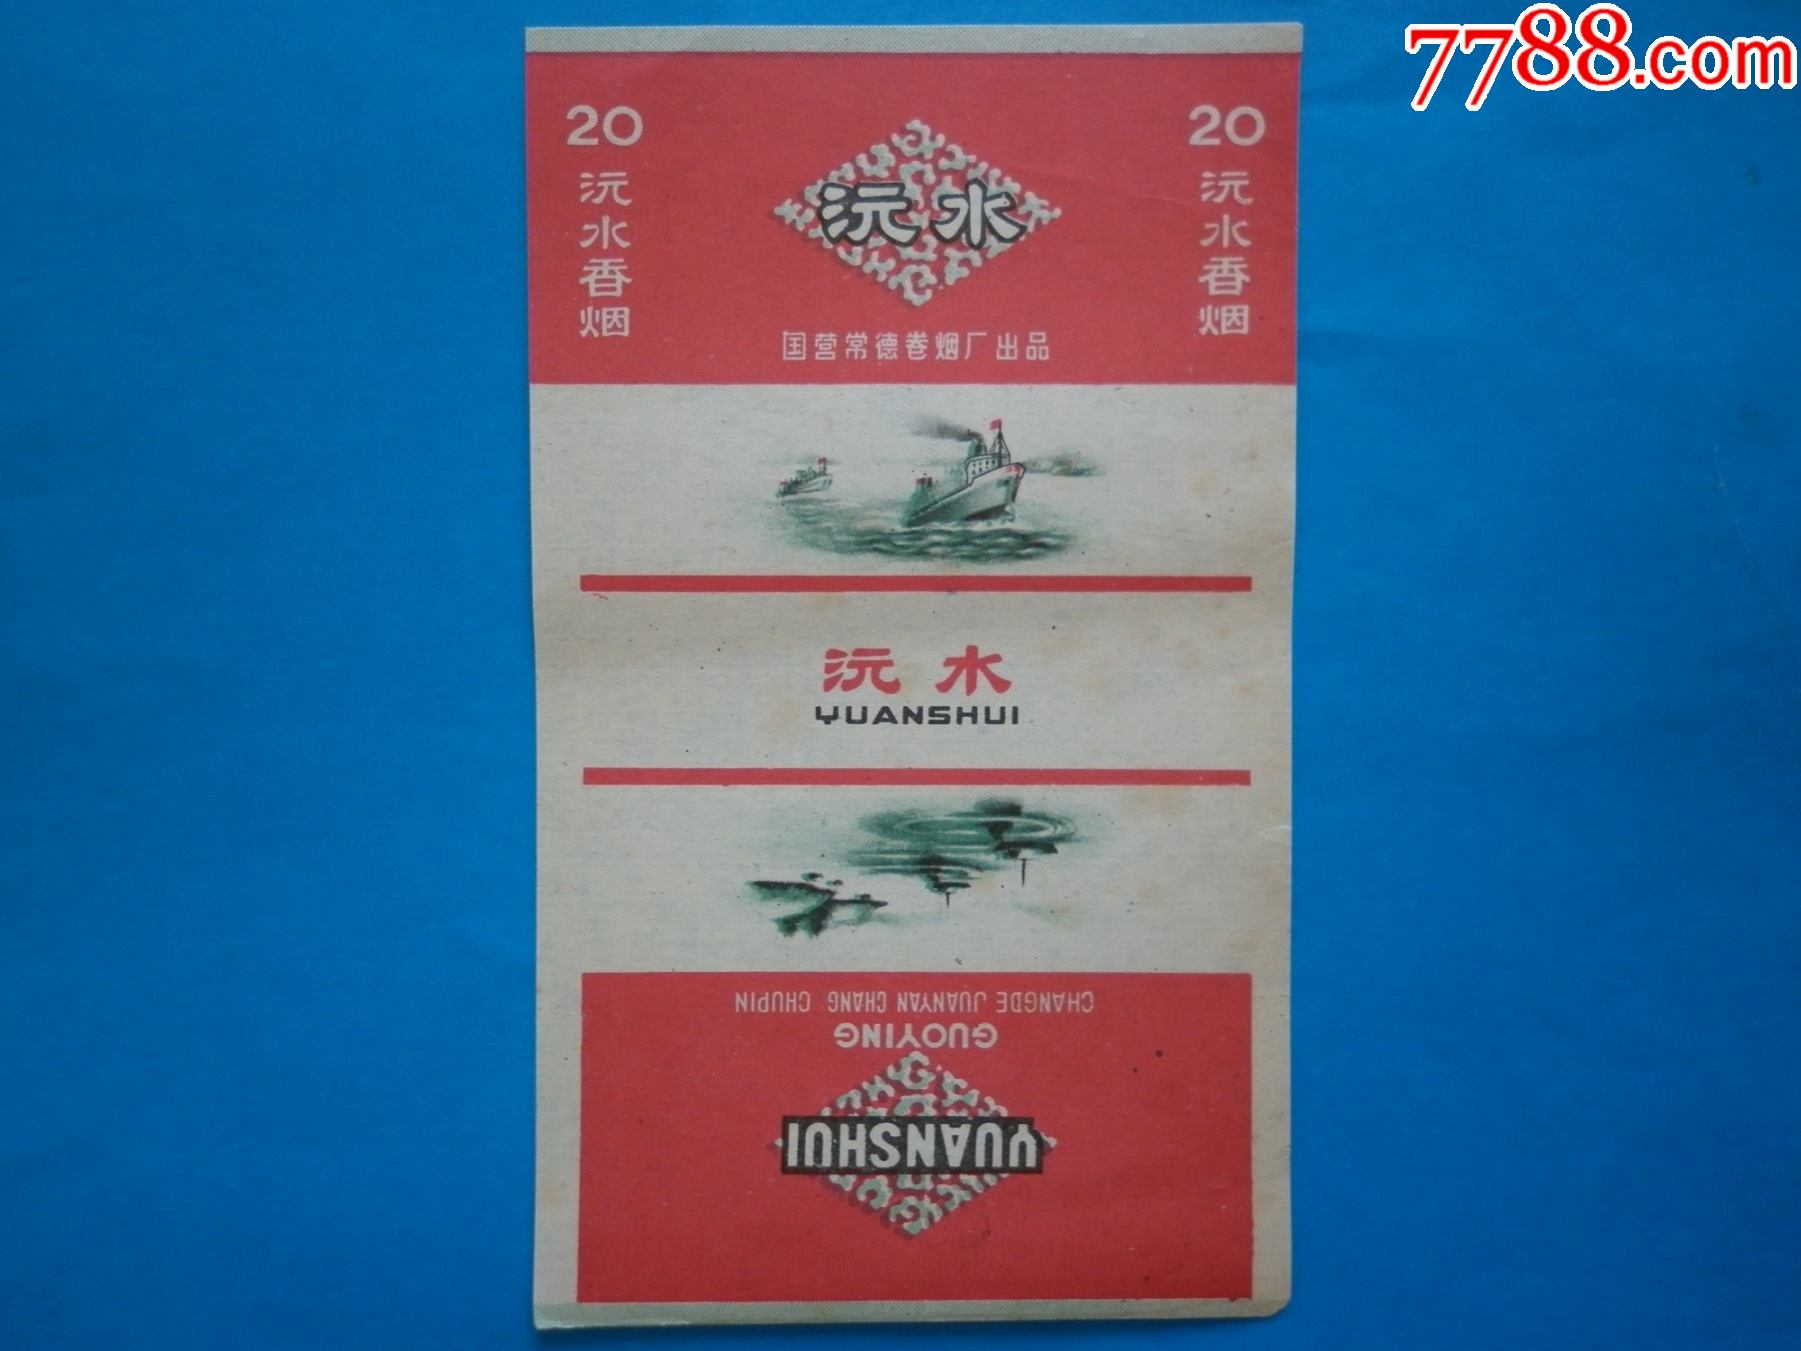 7788.com
20
沅水香烟
20
沅水香烟
沅水
国营常德卷烟厂出品
沅水
YUANSHUI
CHANGDE JUANYAN CHANG CHUPIN
GUOYING
YUANSHUI